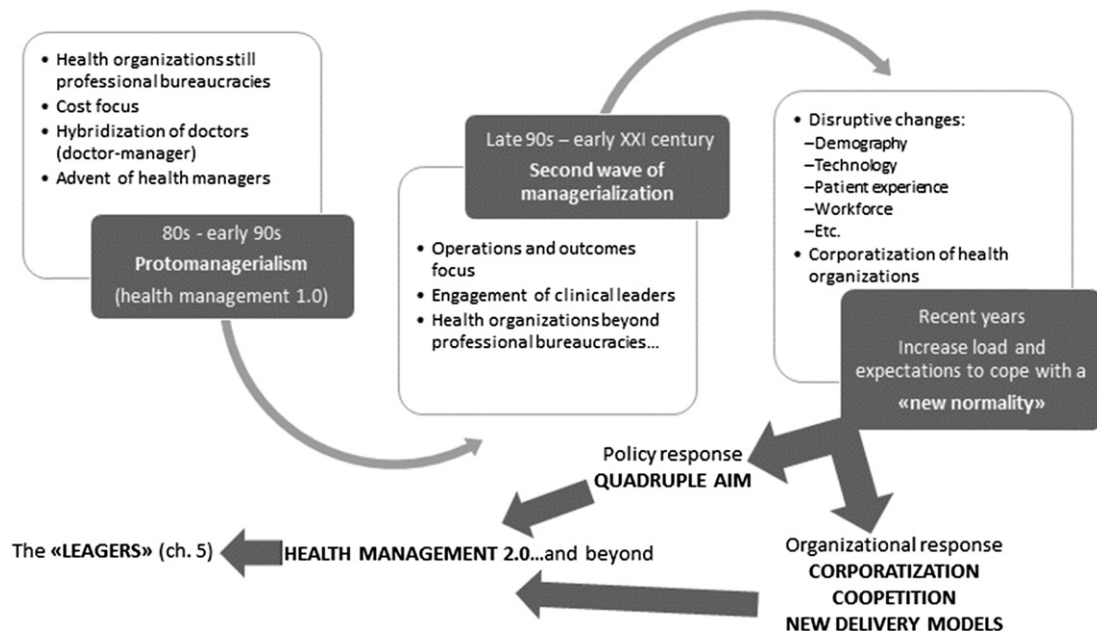 • Health organizations still
professional bureaucracies
• Cost focus
• Hybridization of doctors
(doctor-manager)
• Advent of health managers
80s - early 90s
Protomanagerialism
(health management 1.0)
Late 90s – early XXI century
Second wave of
managerialization
• Operations and outcomes
focus
• Engagement of clinical leaders
• Health organizations beyond
professional bureaucracies...
• Disruptive changes:
–Demography
–Technology
–Patient experience
–Workforce
–Etc.
• Corporatization of health
organizations
Recent years
Increase load and
expectations to cope with a
«new normality»
Policy response
QUADRUPLE AIM
Organizational response
CORPORATIZATION
COOPETITION
NEW DELIVERY MODELS
HEALTH MANAGEMENT 2.0...and beyond
The «LEAGERS» (ch. 5)